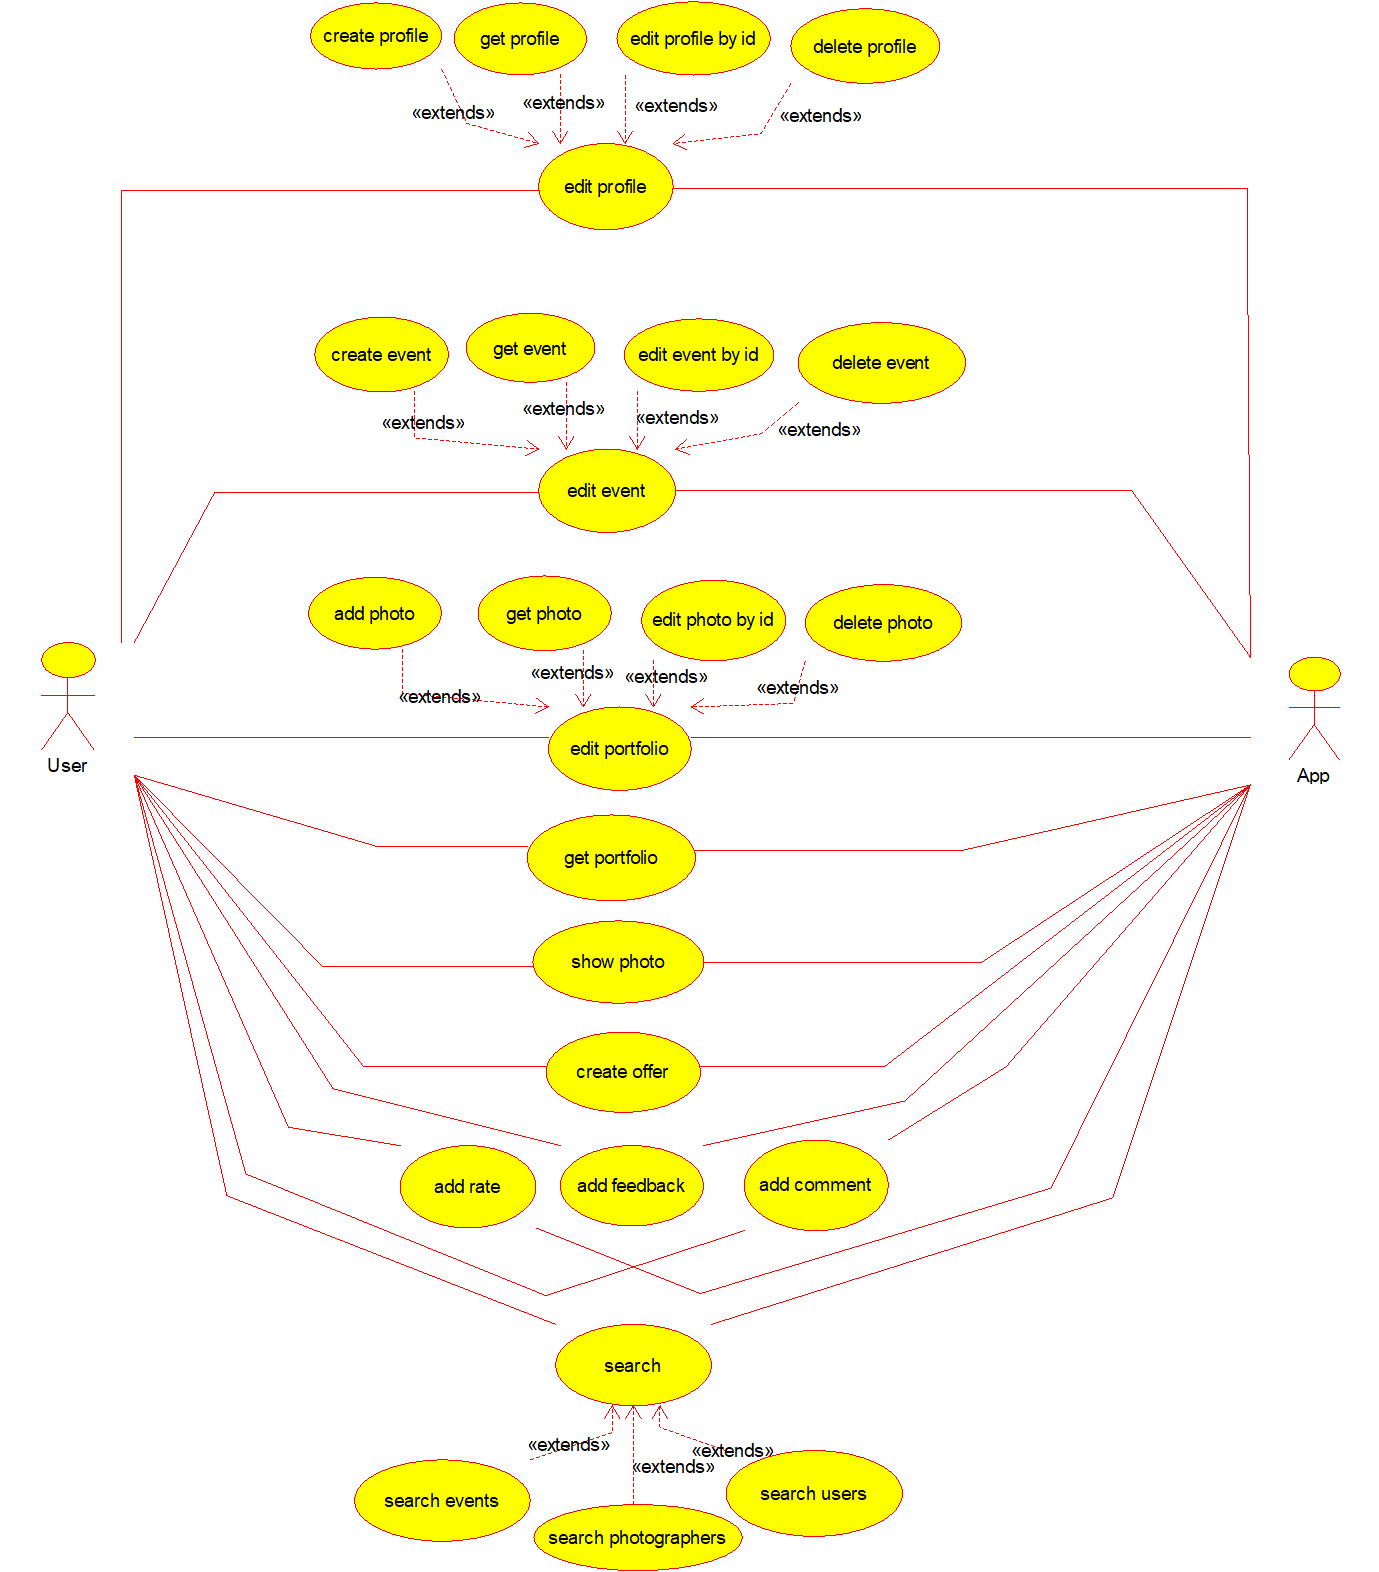 create profile
get profile
edit profile by id
delete profile
«extends»
«extends»
«extends»
«extends»
edit profile
create event
get event
edit event by id
delete event
«extends»
«extends»
«extends»
«extends»
edit event
add photo
get photo
edit photo by id
delete photo
«extends»
«extends»
«extends»
«extends»
edit portfolio
User
App
get portfolio
show photo
create offer
add rate
add feedback
add comment
search
«extends»
«extends»
«extends»
search events
search photographers
search users